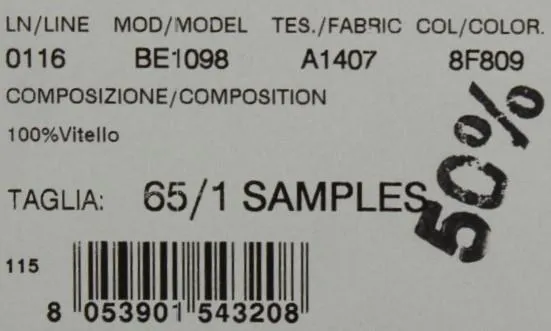 LN/LINE MOD/MODEL TES./FABRIC COL/COLOR.
0116 BE1098 A1407 8F809
COMPOSIZIONE/COMPOSITION
100%Vitello
50%
TAGLIA: 65/1 SAMPLES
115
8 053901 543208